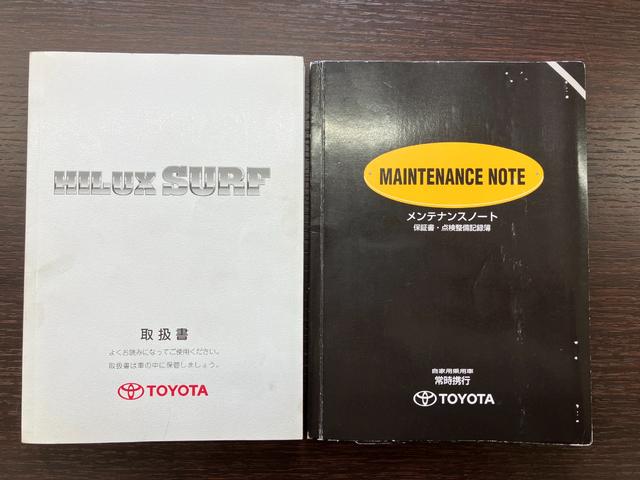 HILUX SURF
取扱書
よくお読みになってご使用ください。
取扱書は車の中に保管しましょう。
TOYOTA
MAINTENANCE NOTE
メンテナンスノート
保証書・点検整備記録簿
自家用乗用車
常時携行
TOYOTA